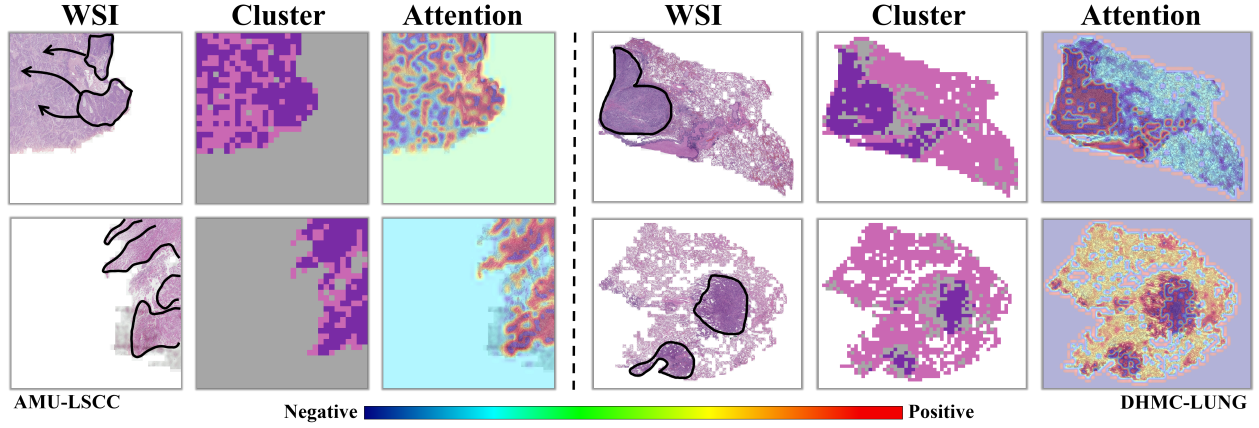 WSI Cluster Attention WSI Cluster Attention
AMU-LSCC DHMC-LUNG
Negative Positive